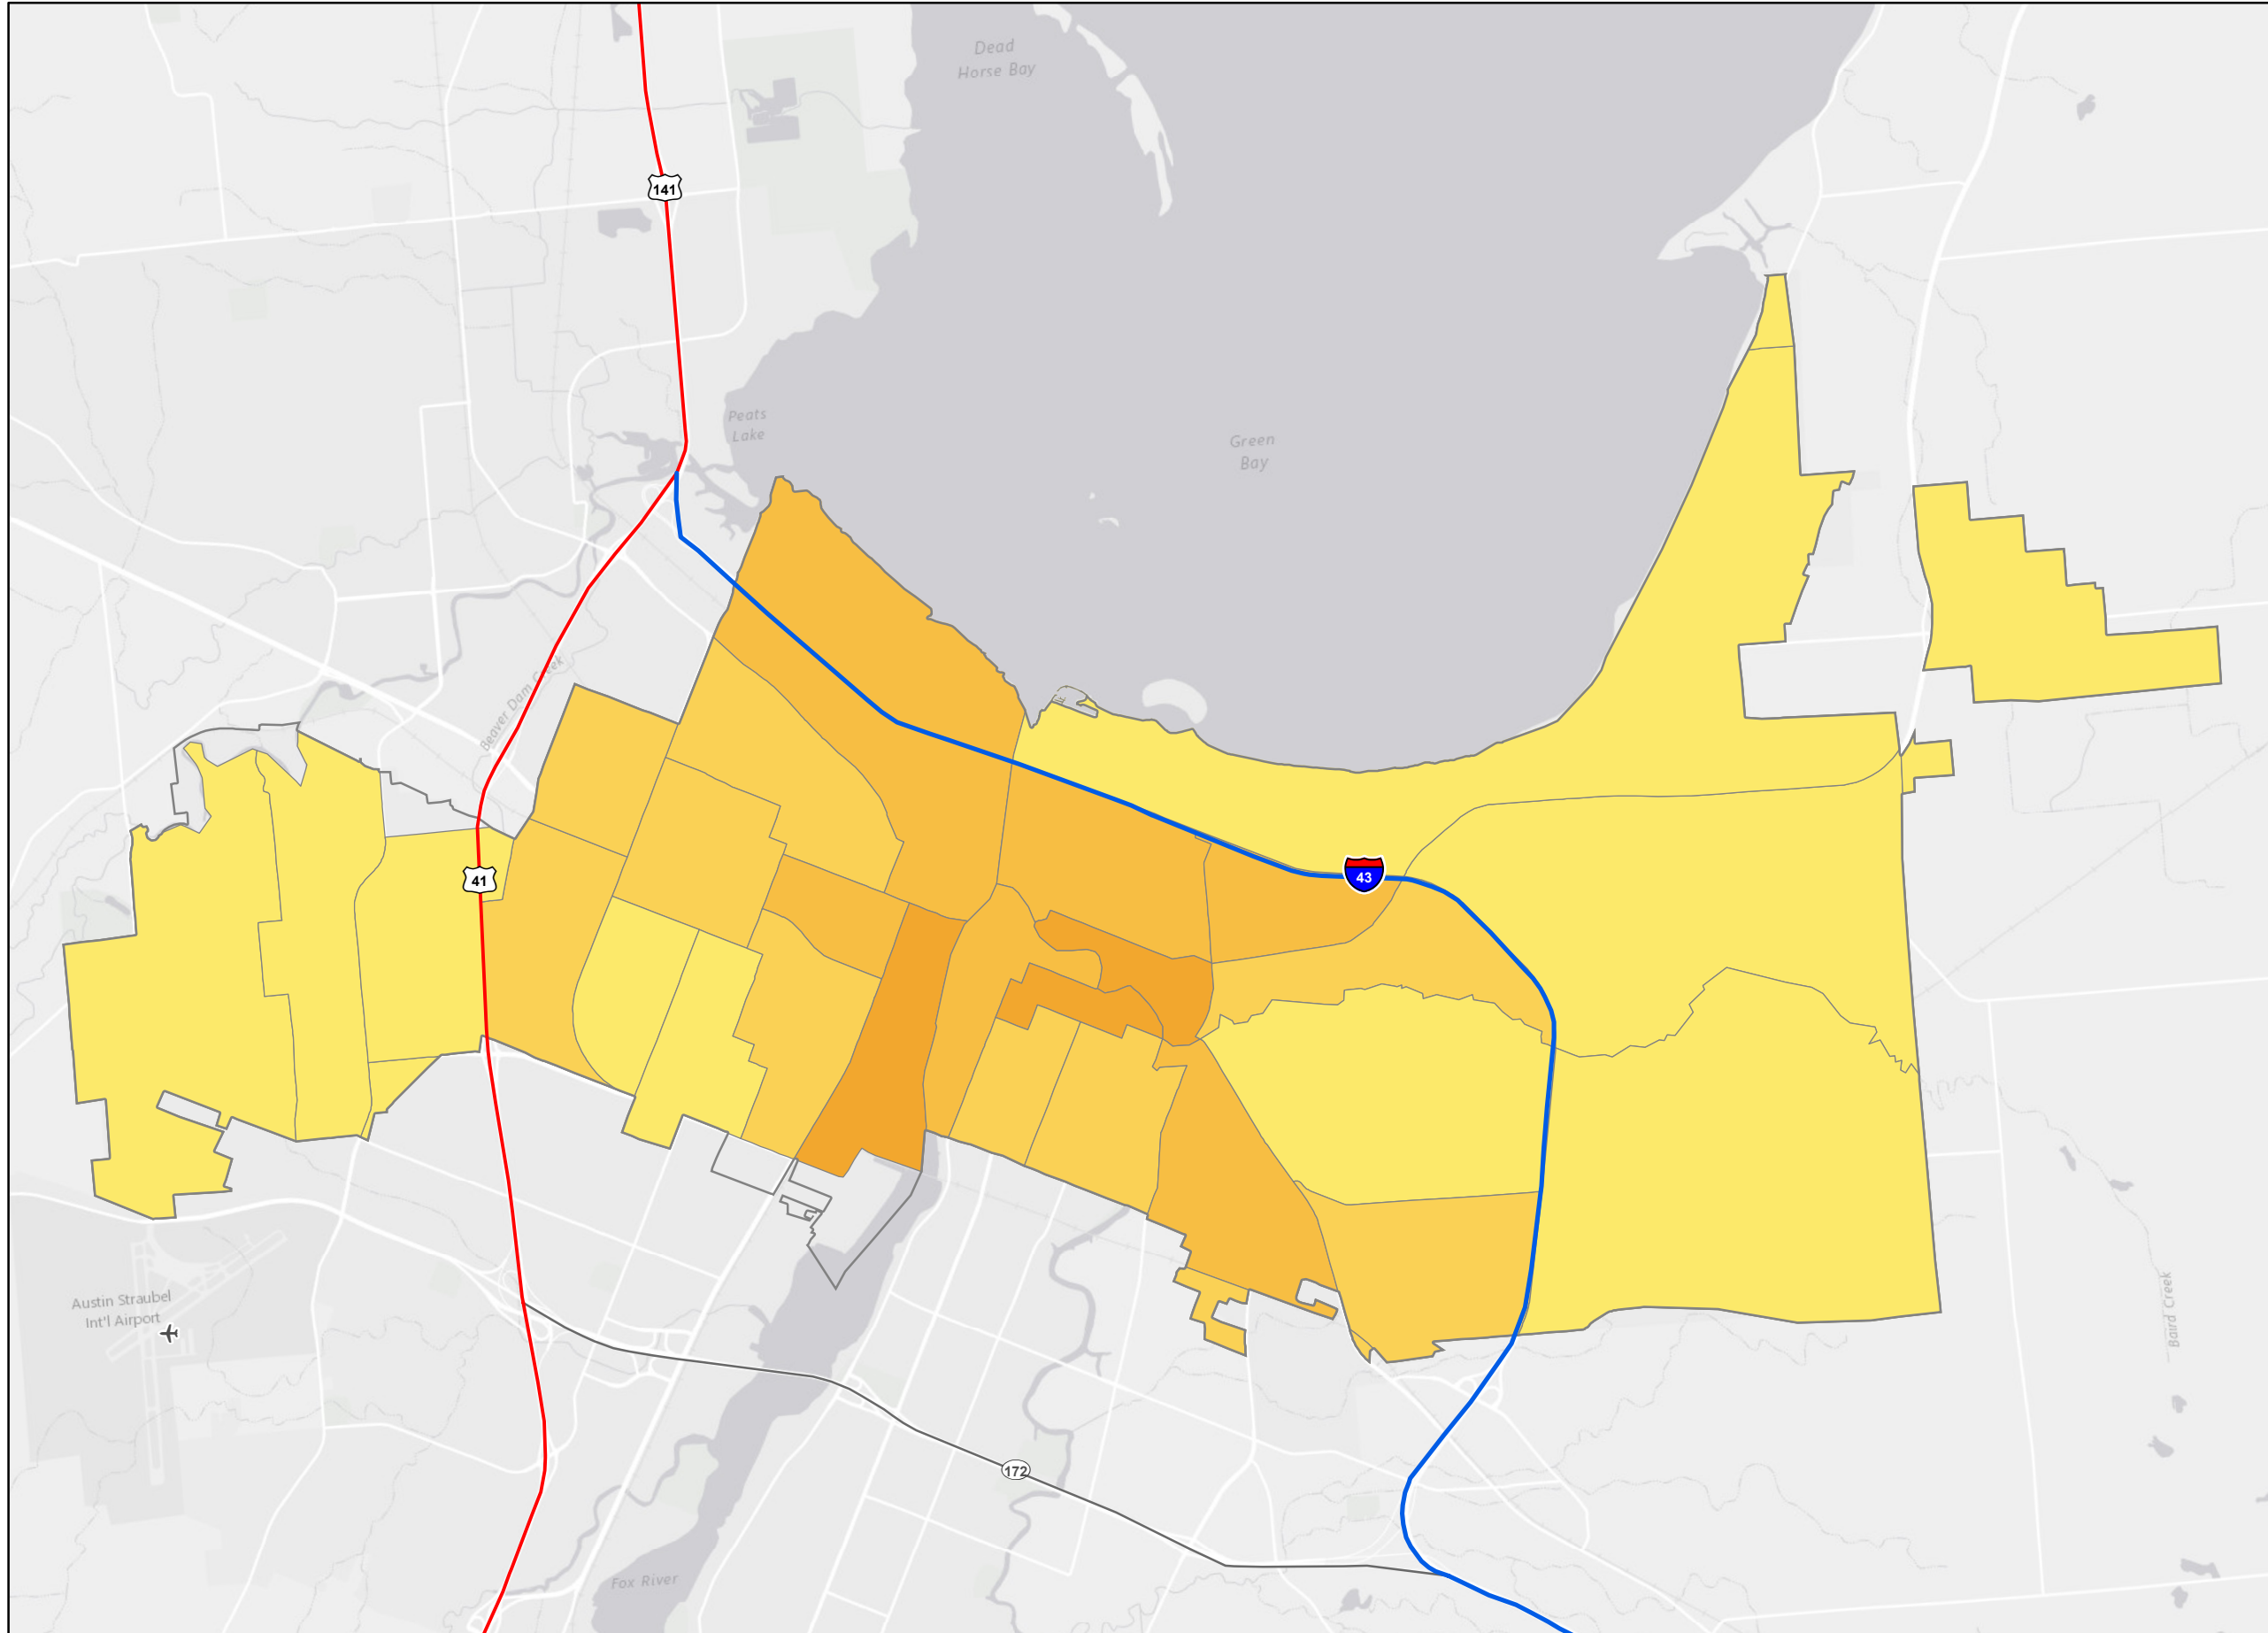 Dead
Horse Bay
141
Peats
Lake
Green
Bay
Beaver Dam Creek
41
43
Austin Straubel
Int'l Airport
Baird Creek
172
Fox River